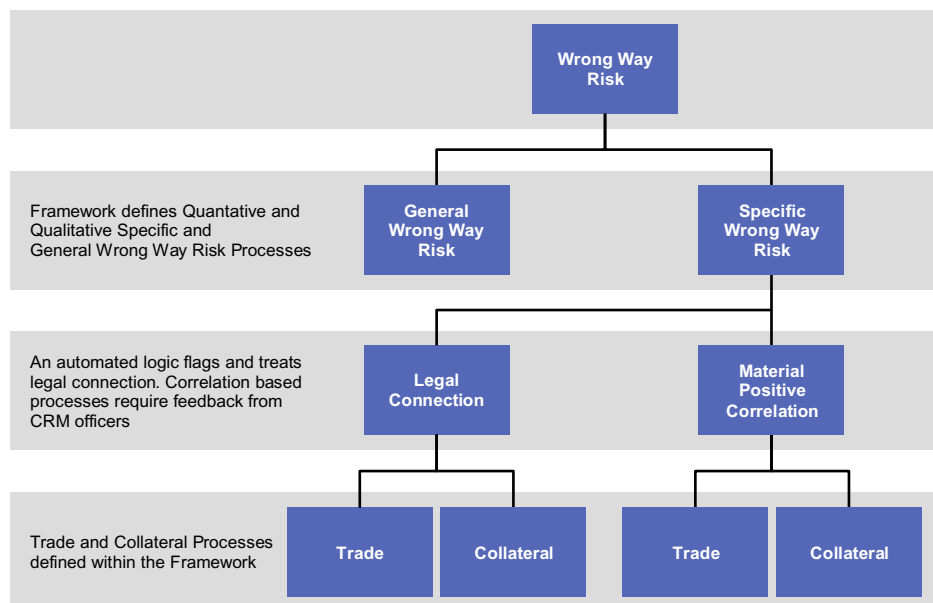 Wrong Way
Risk
Framework defines Quantative and
Qualitative Specific and
General Wrong Way Risk Processes
General
Wrong Way
Risk
Specific
Wrong Way
Risk
An automated logic flags and treats
legal connection. Correlation based
processes require feedback from
CRM officers
Legal
Connection
Material
Positive
Correlation
Trade and Collateral Processes
defined within the Framework
Trade
Collateral
Trade
Collateral